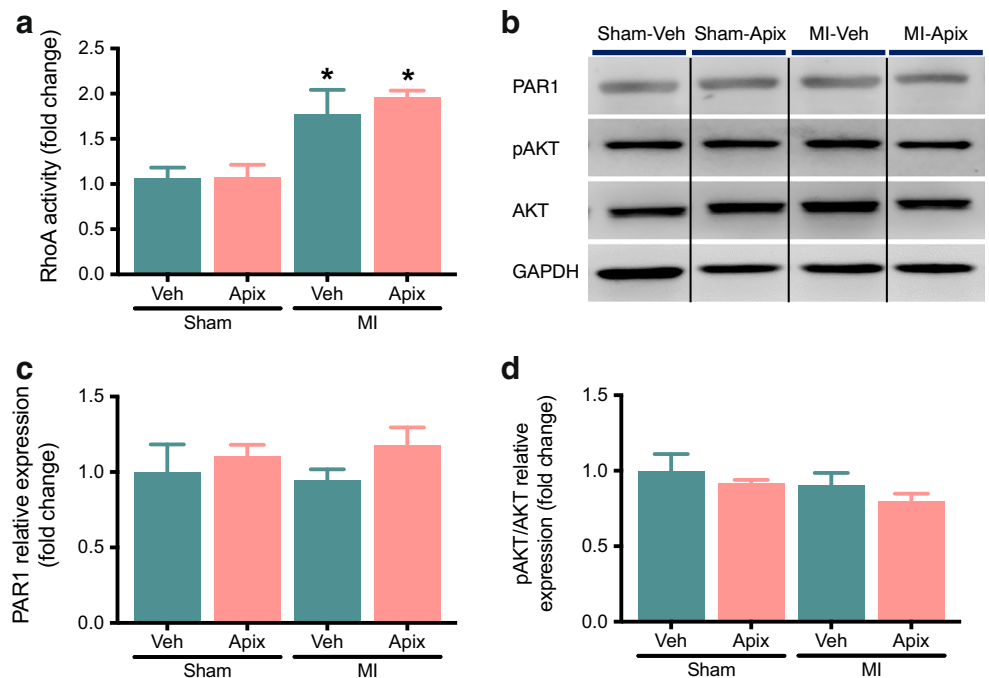 a
RhoA activity (fold change)
2.5
2.0
1.5
1.0
0.5
0.0
* *
Veh Apix Veh Apix
Sham MI
b
Sham-Veh Sham-Apix MI-Veh MI-Apix
PAR1
pAKT
AKT
GAPDH
c
PAR1 relative expression
(fold change)
1.5
1.0
0.5
0.0
Veh Apix Veh Apix
Sham MI
d
pAKT/AKT relative
expression (fold change)
1.5
1.0
0.5
0.0
Veh Apix Veh Apix
Sham MI